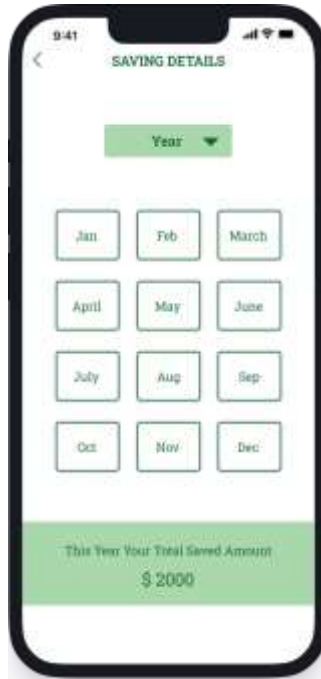 9:41
SAVING DETAILS
Year
Jan Feb March
April May June
July Aug Sep
Oct Nov Dec
This Year Your Total Saved Amount
$ 2000